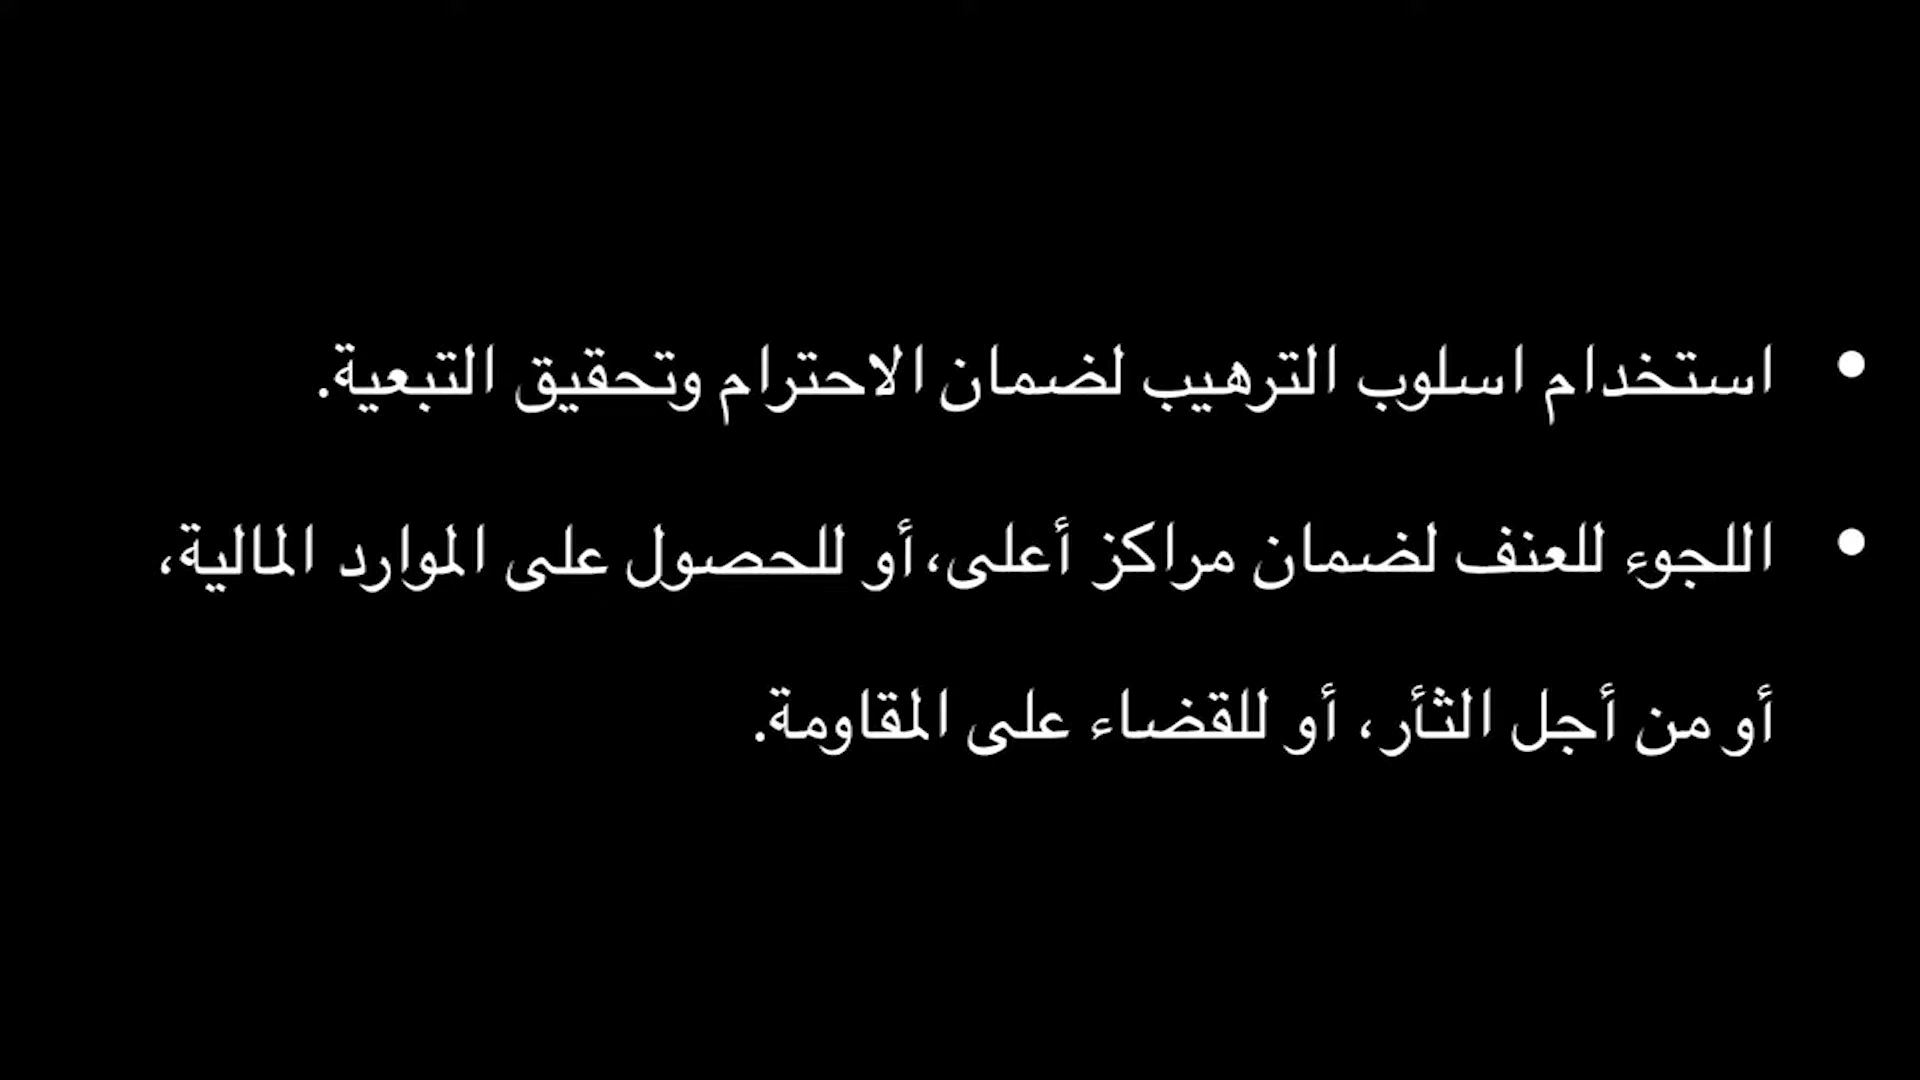 • استخدام اسلوب الترهيب لضمان الاحترام وتحقيق التبعية.
• اللجوء للعنف لضمان مراكز أعلى،أو للحصول على الموارد المالية،
أو من أجل الثأر، أو للقضاء على المقاومة.